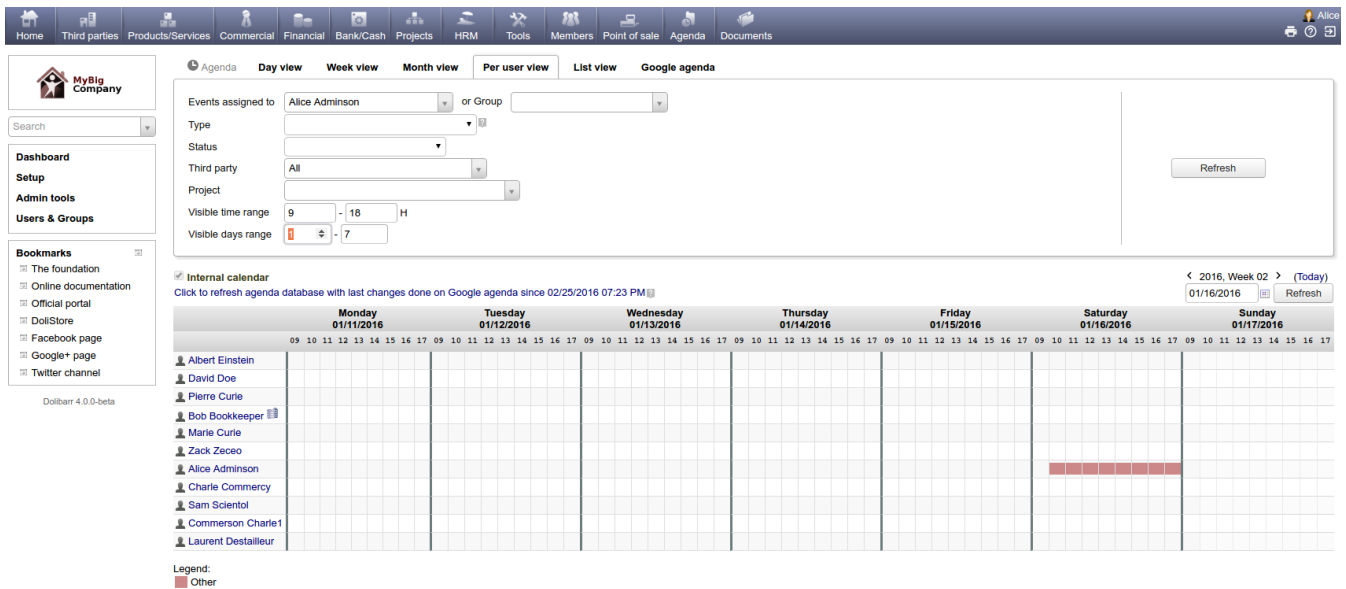 Home Third parties Products/Services Commercial Financial Bank/Cash Projects HRM Tools Members Point of sale Agenda Documents Alice
MyBig
Company
Search
Dashboard
Setup
Admin tools
Users & Groups
Bookmarks
The foundation
Online documentation
Official portal
DoliStore
Facebook page
Google+ page
Twitter channel
Dolibarr 4.0.0-beta
Agenda Day view Week view Month view Per user view List view Google agenda
Events assigned to Alice Adminson or Group
Type
Status
Third party All
Project
Visible time range 9 - 18 H
Visible days range 1 - 7
Refresh
Internal calendar < 2016, Week 02 > (Today)
Click to refresh agenda database with last changes done on Google agenda since 02/25/2016 07:23 PM 01/16/2016 Refresh
Monday Tuesday Wednesday Thursday Friday Saturday Sunday
01/11/2016 01/12/2016 01/13/2016 01/14/2016 01/15/2016 01/16/2016 01/17/2016
09 10 11 12 13 14 15 16 17 09 10 11 12 13 14 15 16 17 09 10 11 12 13 14 15 16 17 09 10 11 12 13 14 15 16 17 09 10 11 12 13 14 15 16 17 09 10 11 12 13 14 15 16 17 09 10 11 12 13 14 15 16 17
Albert Einstein
David Doe
Pierre Curie
Bob Bookkeeper
Marie Curie
Zack Zeceo
Alice Adminson
Charle Commercy
Sam Scientol
Commerson Charle1
Laurent Destailleur
Legend:
Other